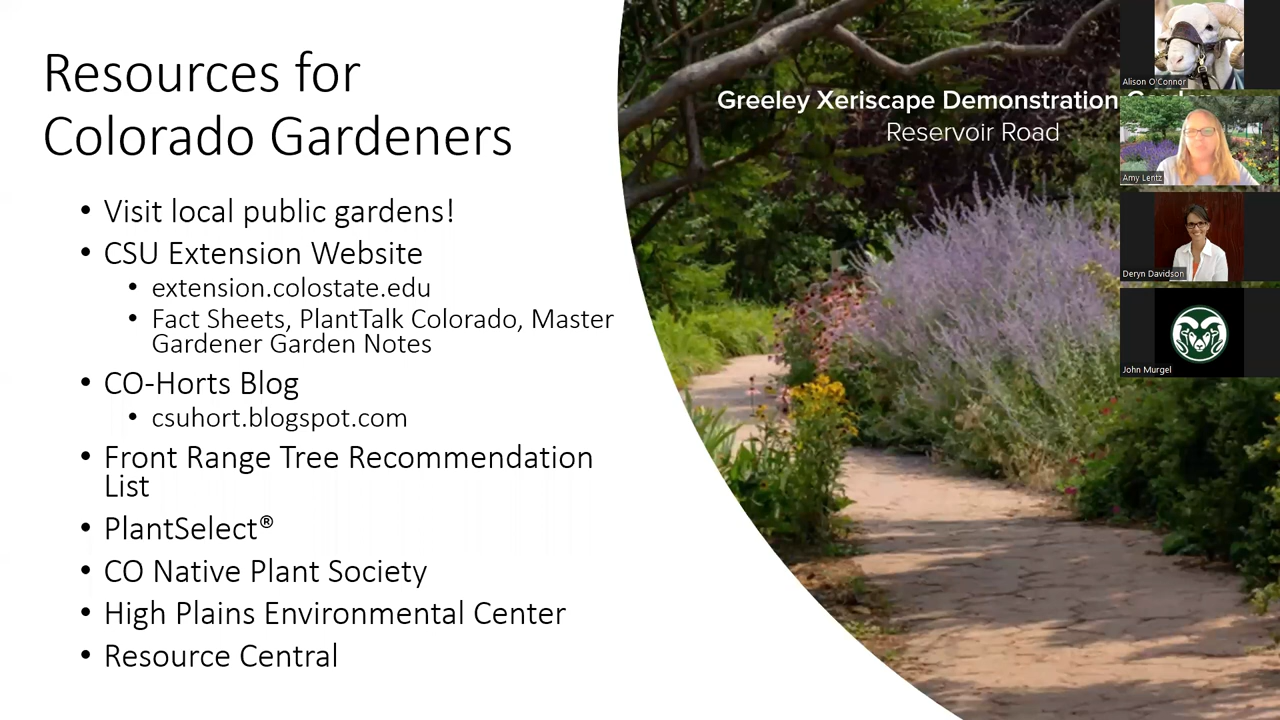 Resources for
Colorado Gardeners
• Visit local public gardens!
• CSU Extension Website
• extension.colostate.edu
• Fact Sheets, PlantTalk Colorado, Master
Gardener Garden Notes
• CO-Horts Blog
• csuhort.blogspot.com
• Front Range Tree Recommendation
List
• PlantSelect®
• CO Native Plant Society
• High Plains Environmental Center
• Resource Central
Greeley Xeriscape Demonstration
Reservoir Road
Alison O'Connor
Amy Lentz
Deryn Davidson
John Murgel